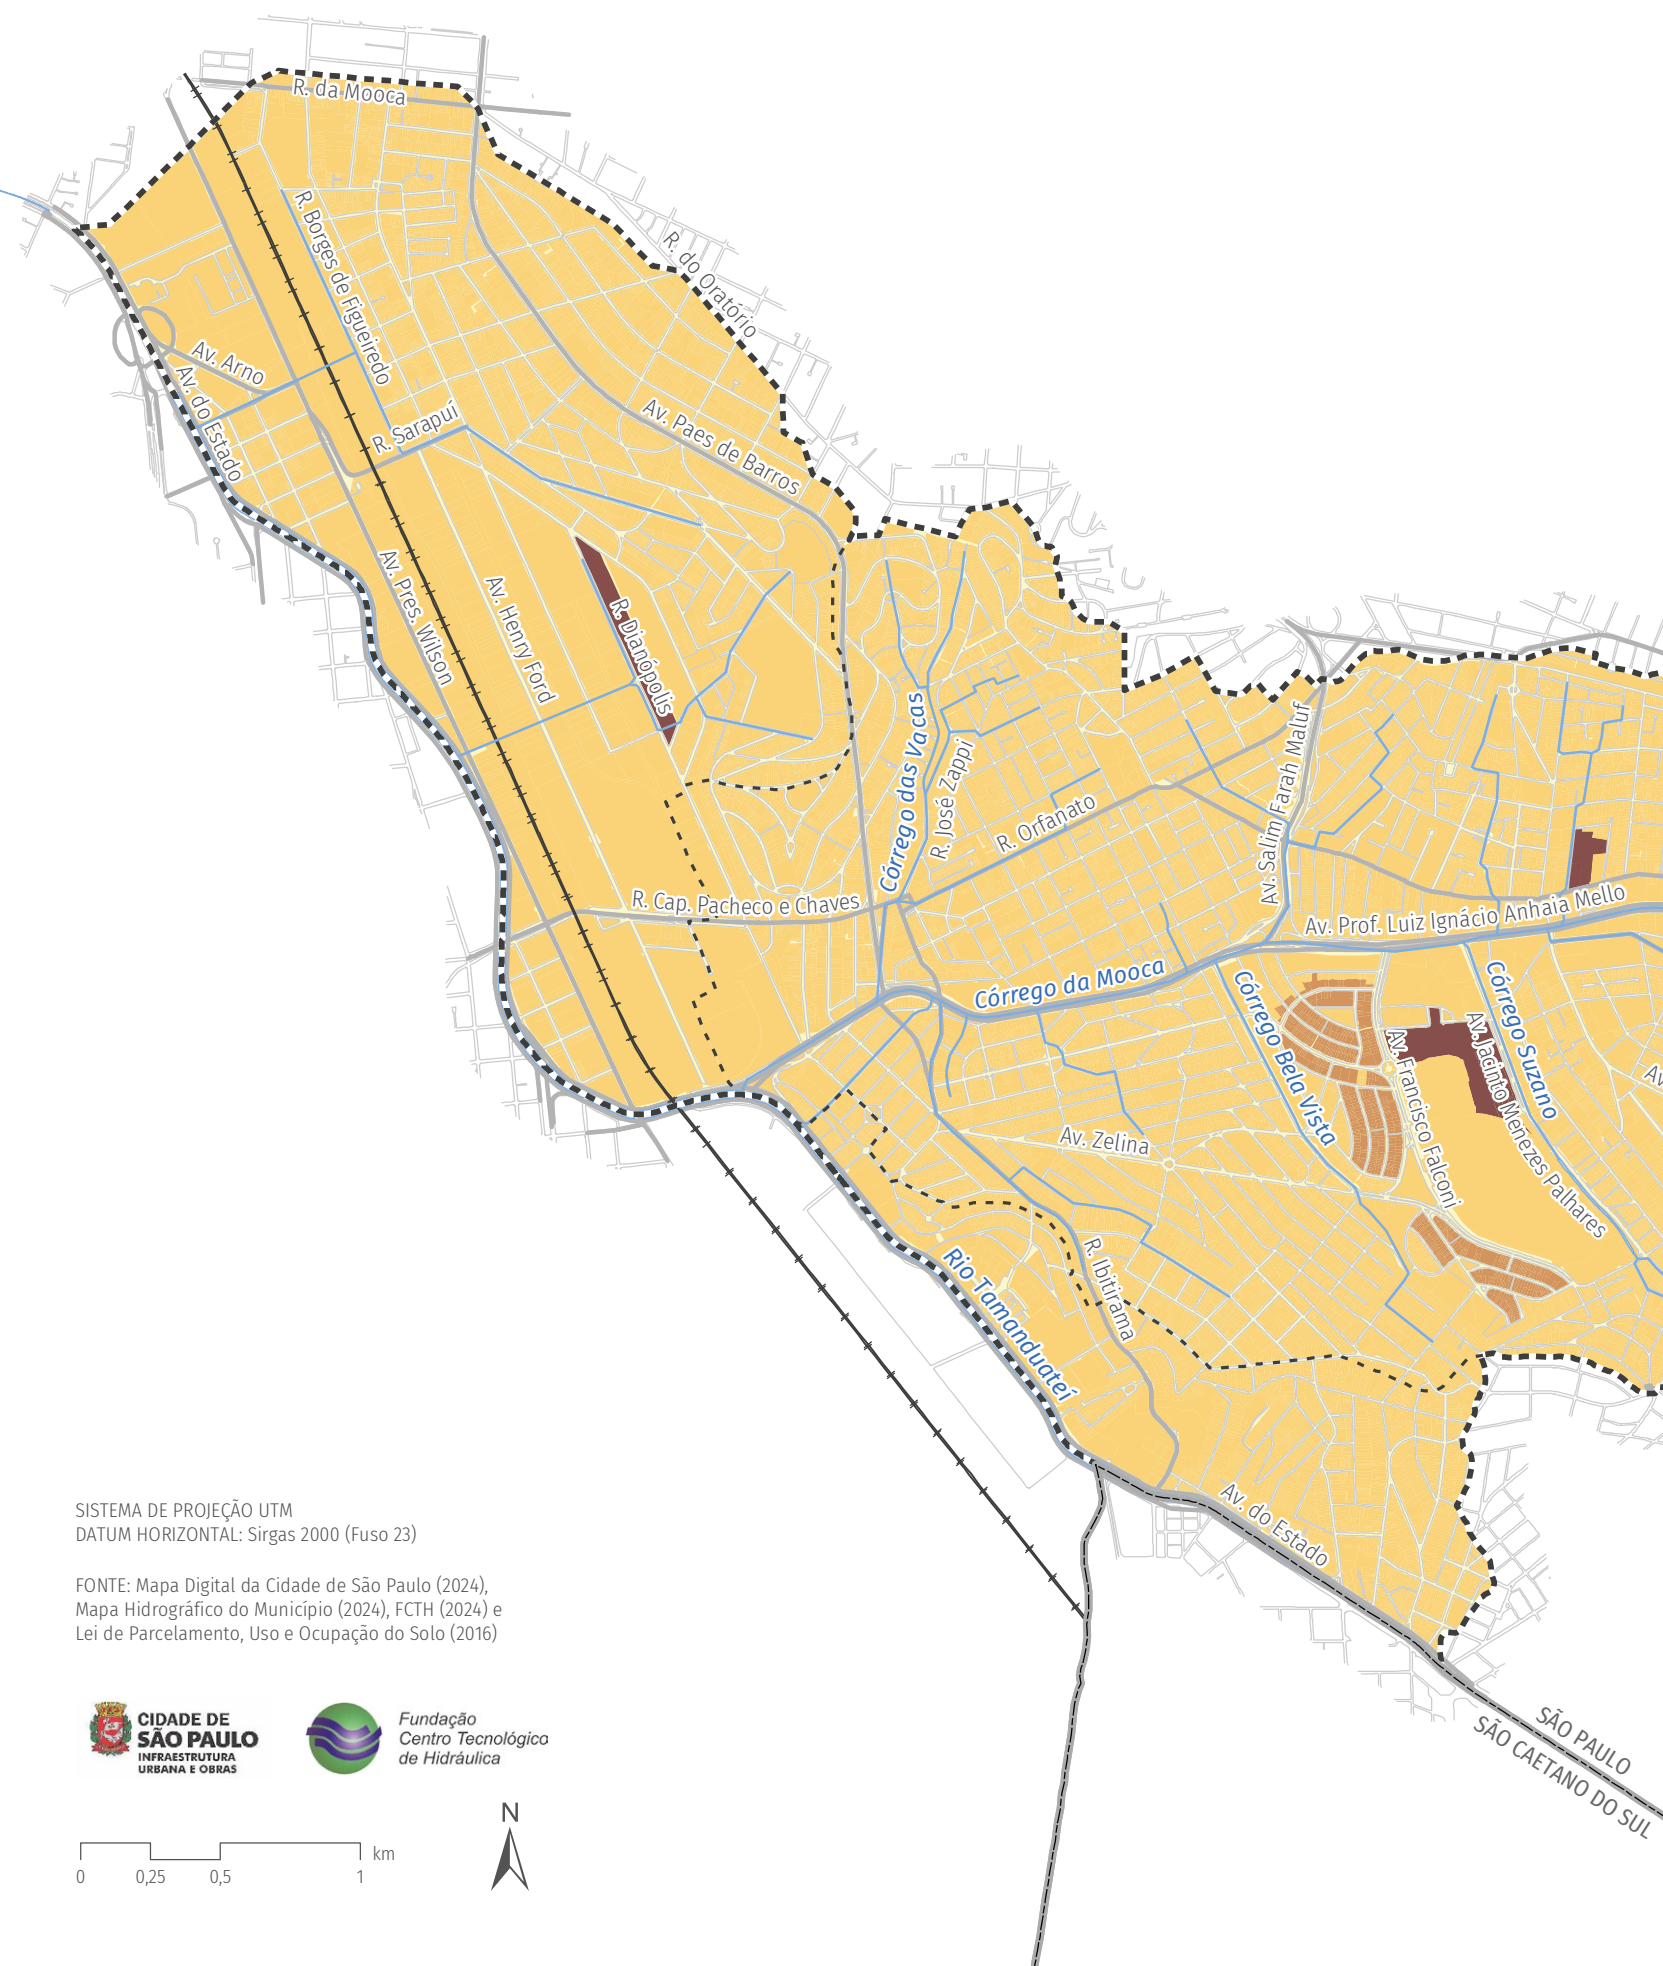 R. da Mooca
R. do Oratório
R. Borges de Figueiredo
Av. Arno
Av. do Estado
R. Sarapuí
Av. Paes de Barros
Av. Pres. Wilson
Av. Henry Ford
R. Dianópolis
Córrego das Vacas
R. José Zappi
R. Orfanato
Av. Salim Farah Maluf
R. Cap. Pacheco e Chaves
Av. Prof. Luiz Ignácio Anhaia Mello
Córrego da Mooca
Córrego Bela Vista
Córrego Suzano
Av. Jacinto Menezes Palhares
Av. Francisco Falconi
Av
Av. Zelina
R. Ibitirama
Rio Tamanduateí
Av. do Estado
SÃO PAULO
SÃO CAETANO DO SUL
SISTEMA DE PROJEÇÃO UTM
DATUM HORIZONTAL: Sirgas 2000 (Fuso 23)
FONTE: Mapa Digital da Cidade de São Paulo (2024),
Mapa Hidrográfico do Município (2024), FCTH (2024) e
Lei de Parcelamento, Uso e Ocupação do Solo (2016)
CIDADE DE
SÃO PAULO
INFRAESTRUTURA
URBANA E OBRAS
Fundação
Centro Tecnológico
de Hidráulica
N
km
0 0,25 0,5 1